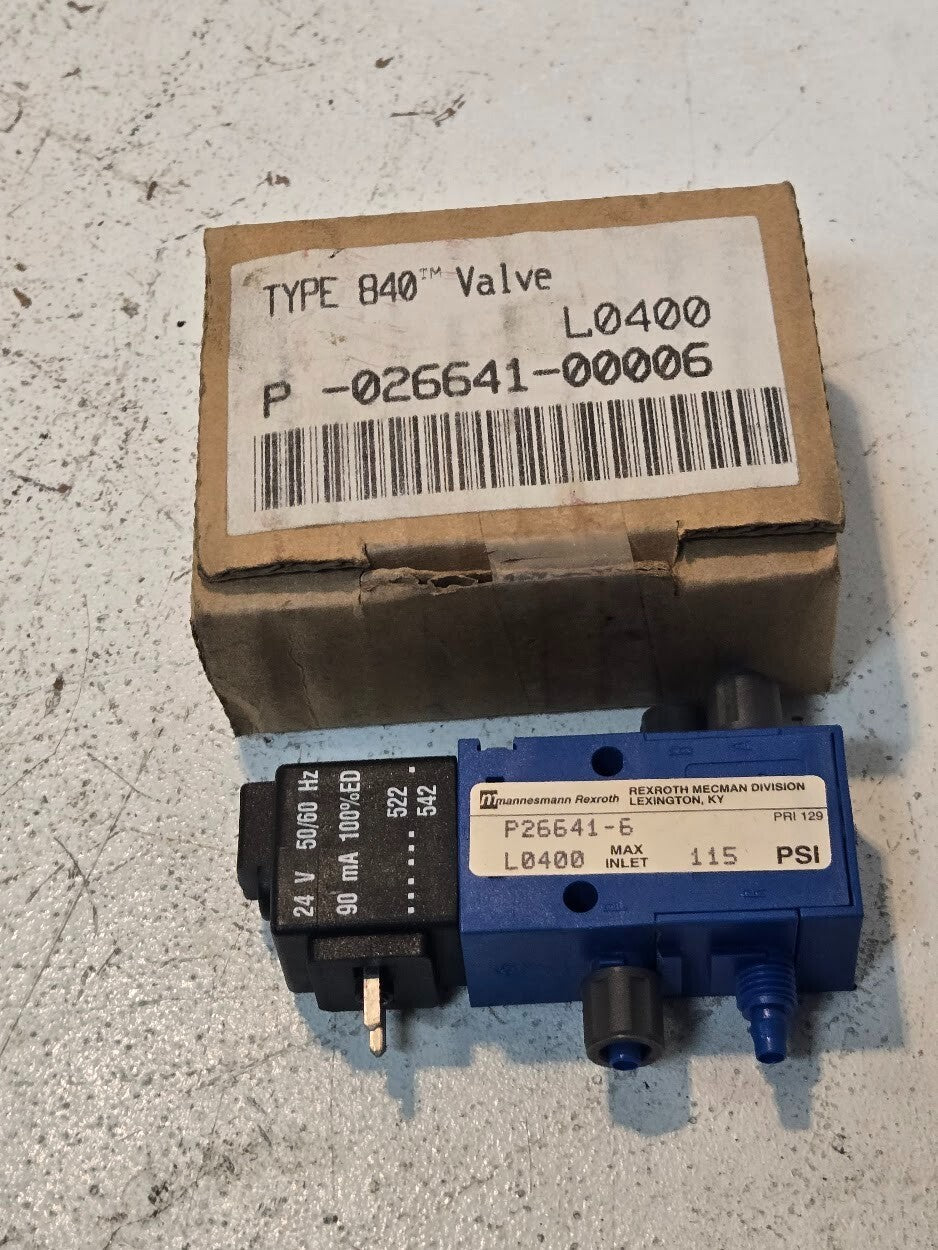 TYPE 840™ Valve
L0400
P -026641-00006
24 V 50/60 Hz
90 mA 100%ED
....... 522 .
542
mannesmann Rexroth
REXROTH MECMAN DIVISION
LEXINGTON, KY
PRI 129
P26641-6
L0400 MAX INLET 115 PSI